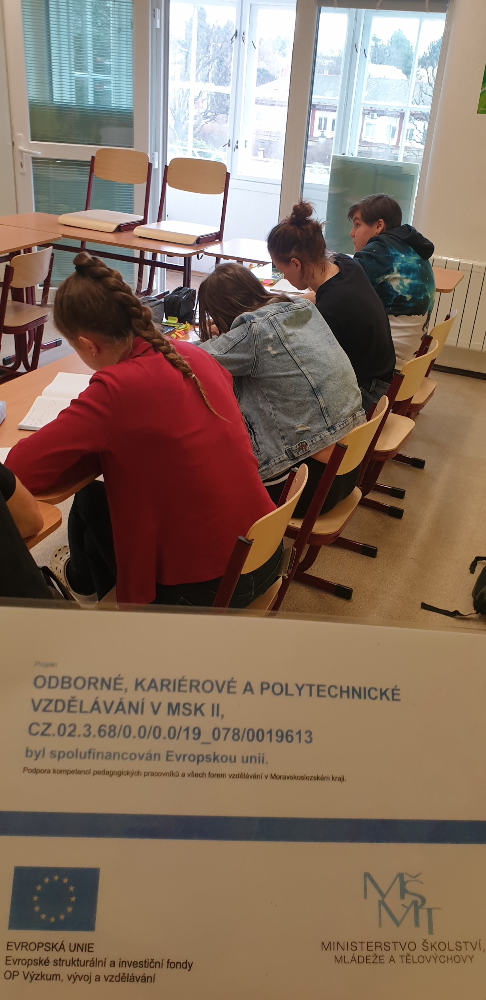 Projekt
ODBORNÉ, KARIÉROVÉ A POLYTECHNICKÉ
VZDĚLÁVÁNÍ V MSK II,
CZ.02.3.68/0.0/0.0/19_078/0019613
byl spolufinancován Evropskou unií.
Podpora kompetencí pedagogických pracovníků a všech forem vzdělávání v Moravskoslezském kraji.
EVROPSKÁ UNIE
Evropské strukturální a investiční fondy
OP Výzkum, vývoj a vzdělávání
MŠ
MT
MINISTERSTVO ŠKOLSTVÍ,
MLÁDEŽE A TĚLOVÝCHOVY